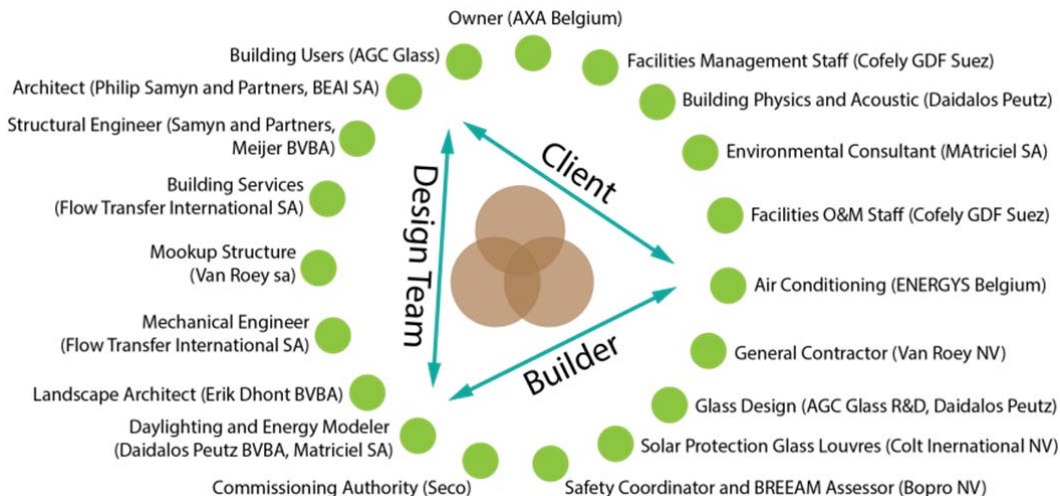 Owner (AXA Belgium)
Building Users (AGC Glass)
Facilities Management Staff (Cofely GDF Suez)
Architect (Philip Samyn and Partners, BEAI SA)
Building Physics and Acoustic (Daidalos Peutz)
Structural Engineer (Samyn and Partners,
Meijer BVBA)
Environmental Consultant (MAtriciel SA)
Building Services
(Flow Transfer International SA)
Facilities O&M Staff (Cofely GDF Suez)
Mookup Structure
(Van Roey sa)
Air Conditioning (ENERGYS Belgium)
Mechanical Engineer
(Flow Transfer International SA)
General Contractor (Van Roey NV)
Landscape Architect (Erik Dhont BVBA)
Glass Design (AGC Glass R&D, Daidalos Peutz)
Daylighting and Energy Modeler
(Daidalos Peutz BVBA, Matriciel SA)
Solar Protection Glass Louvres (Colt Inernational NV)
Commissioning Authority (Seco)
Safety Coordinator and BREEAM Assessor (Bopro NV)
Design Team
Client
Builder